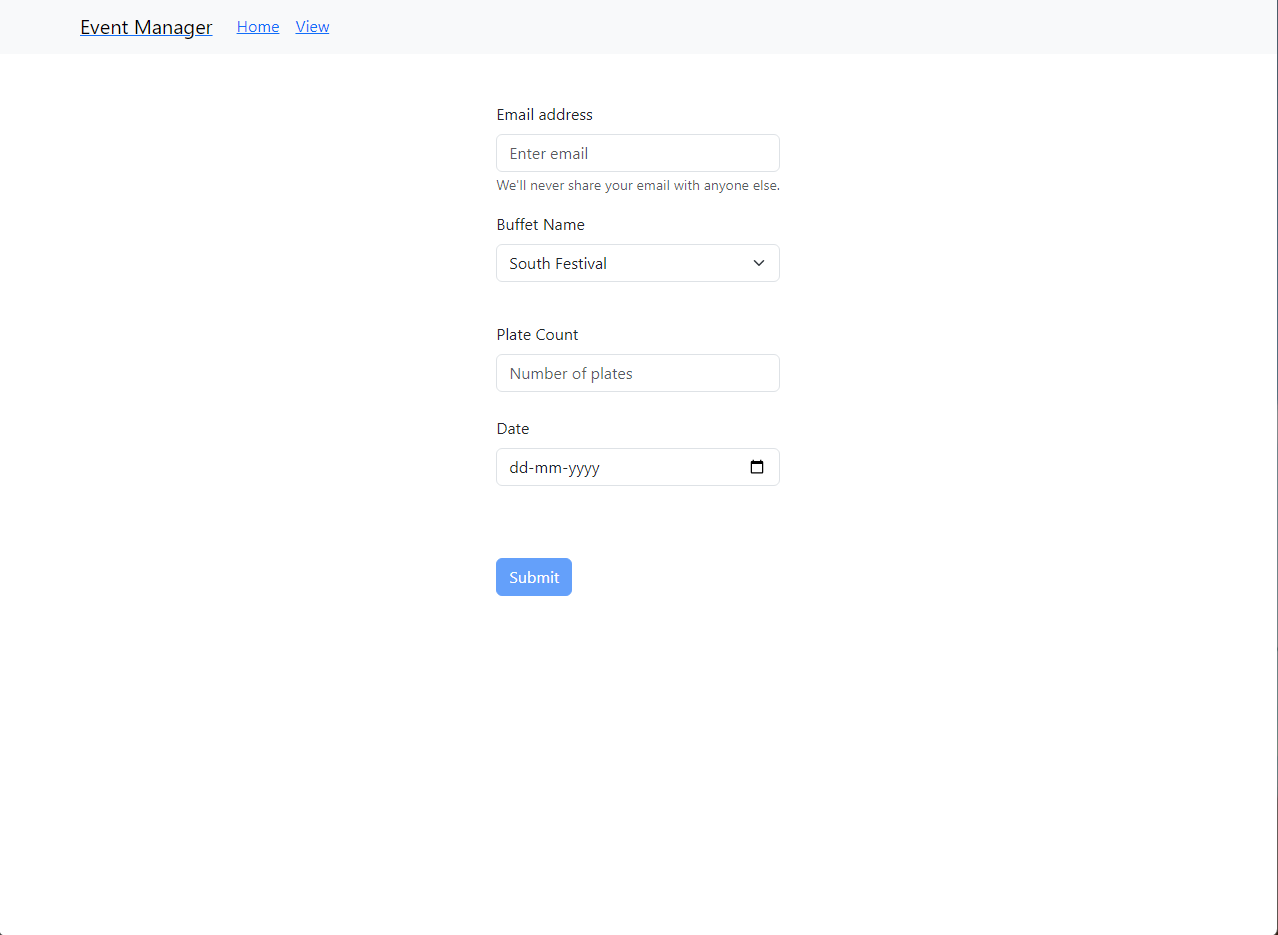 Event Manager Home View
Email address
Enter email
We'll never share your email with anyone else.
Buffet Name
South Festival
Plate Count
Number of plates
Date
dd-mm-yyyy
Submit